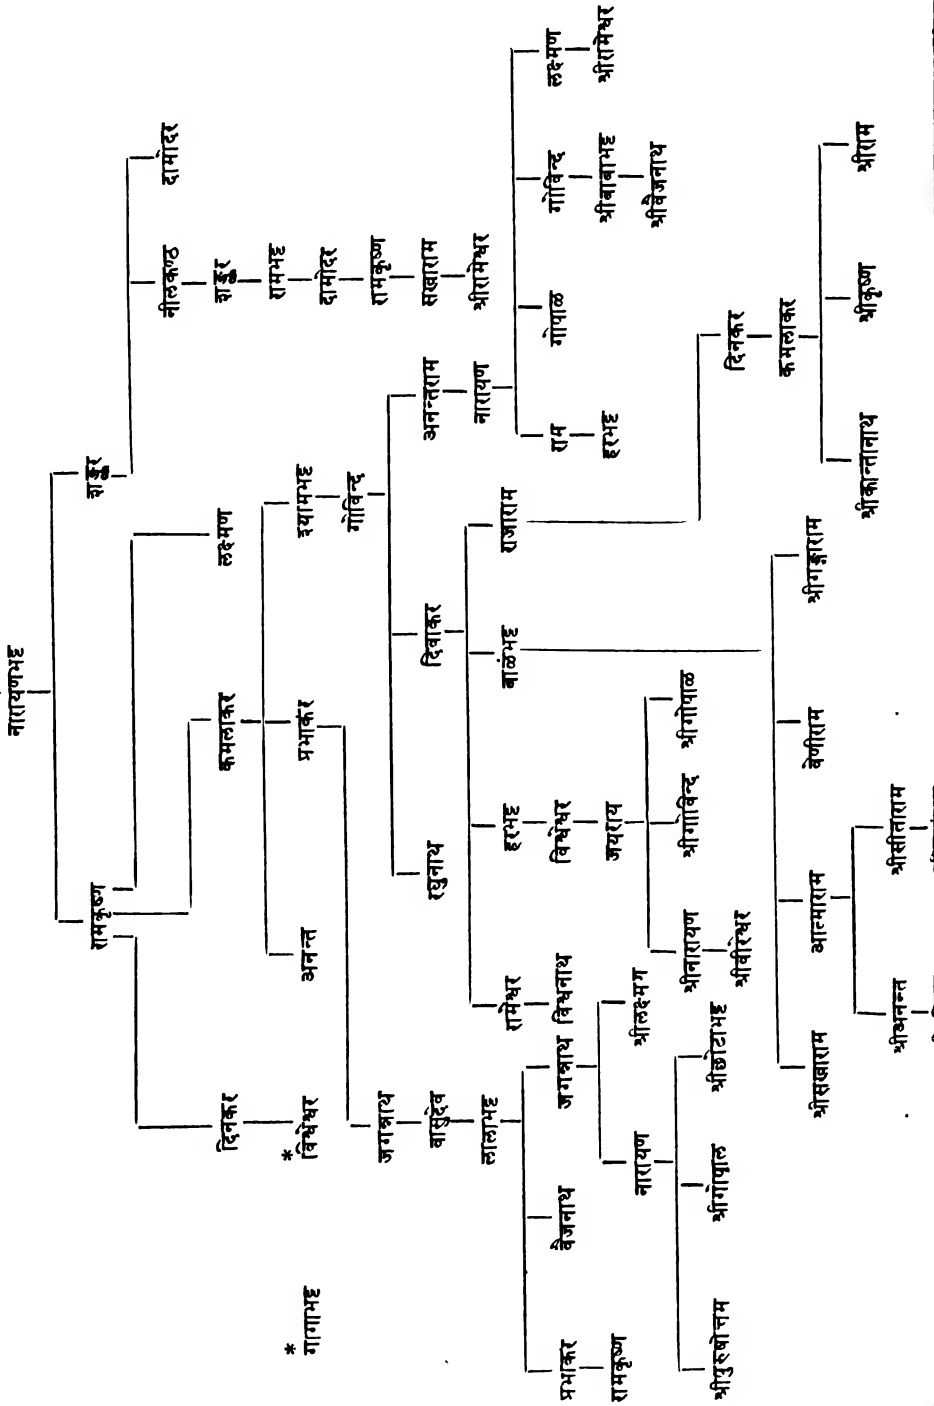 नारायणभट्ट
रामकृष्ण
शङ्कर
दिनकर
कमलाकर
लक्ष्मण
नीलकण्ठ
दामोदर
* विश्वेश्वर
* गागाभट्ट
अनन्त
प्रभाकर
श्यामभट्ट
शङ्कर
रामभट्ट
दामोदर
रामकृष्ण
सखाराम
श्रीरामेश्वर
जगन्नाथ
वासुदेव
लालाभट्ट
गोविन्द
रघुनाथ
दिवाकर
अनन्तराम
नारायण
रामेश्वर
हरभट्ट
बाळंभट्ट
राजाराम
प्रभाकर
वैजनाथ
जगन्नाथ
विश्वनाथ
विश्वेश्वर
राम
गोपाळ
गोविन्द
लक्ष्मण
रामकृष्ण
नारायण
श्रीलक्ष्मण
जयराय
हरभट्ट
श्रीबाबाभट्ट
श्रीरामेश्वर
श्रीवैजनाथ
श्रीपुरुषोत्तम
श्रीगोपाल
श्रीछोटाभट्ट
श्रीनारायण
श्रीगोविन्द
श्रीगोपाळ
श्रीवीरेश्वर
दिनकर
कमलाकर
श्रीसखाराम
आत्माराम
वेणीराम
श्रीगङ्गाराम
श्रीकान्तानाथ
श्रीकृष्ण
श्रीराम
श्रीअनन्त
श्रीसीताराम